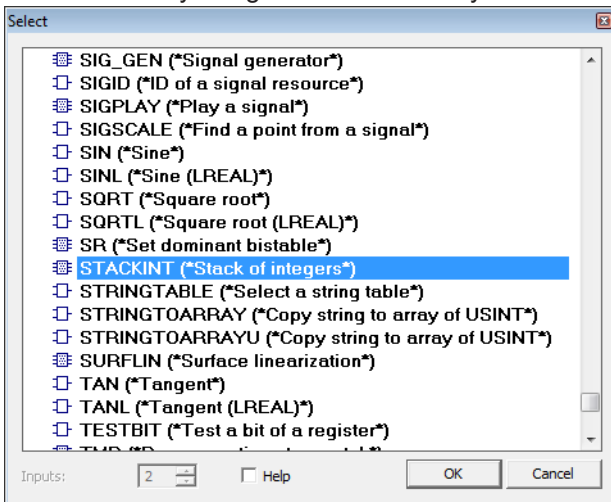 Select
SIG_GEN (*Signal generator*)
SIGID (*ID of a signal resource*)
SIGPLAY (*Play a signal*)
SIGSCALE (*Find a point from a signal*)
SIN (*Sine*)
SINL (*Sine (LREAL)*)
SQRT (*Square root*)
SQRTL (*Square root (LREAL)*)
SR (*Set dominant bistable*)
STACKINT (*Stack of integers*)
STRINGTABLE (*Select a string table*)
STRINGTOARRAY (*Copy string to array of USINT*)
STRINGTOARRAYU (*Copy string to array of USINT*)
SURFLIN (*Surface linearization*)
TAN (*Tangent*)
TANL (*Tangent (LREAL)*)
TESTBIT (*Test a bit of a register*)
Inputs: 2 Help OK Cancel